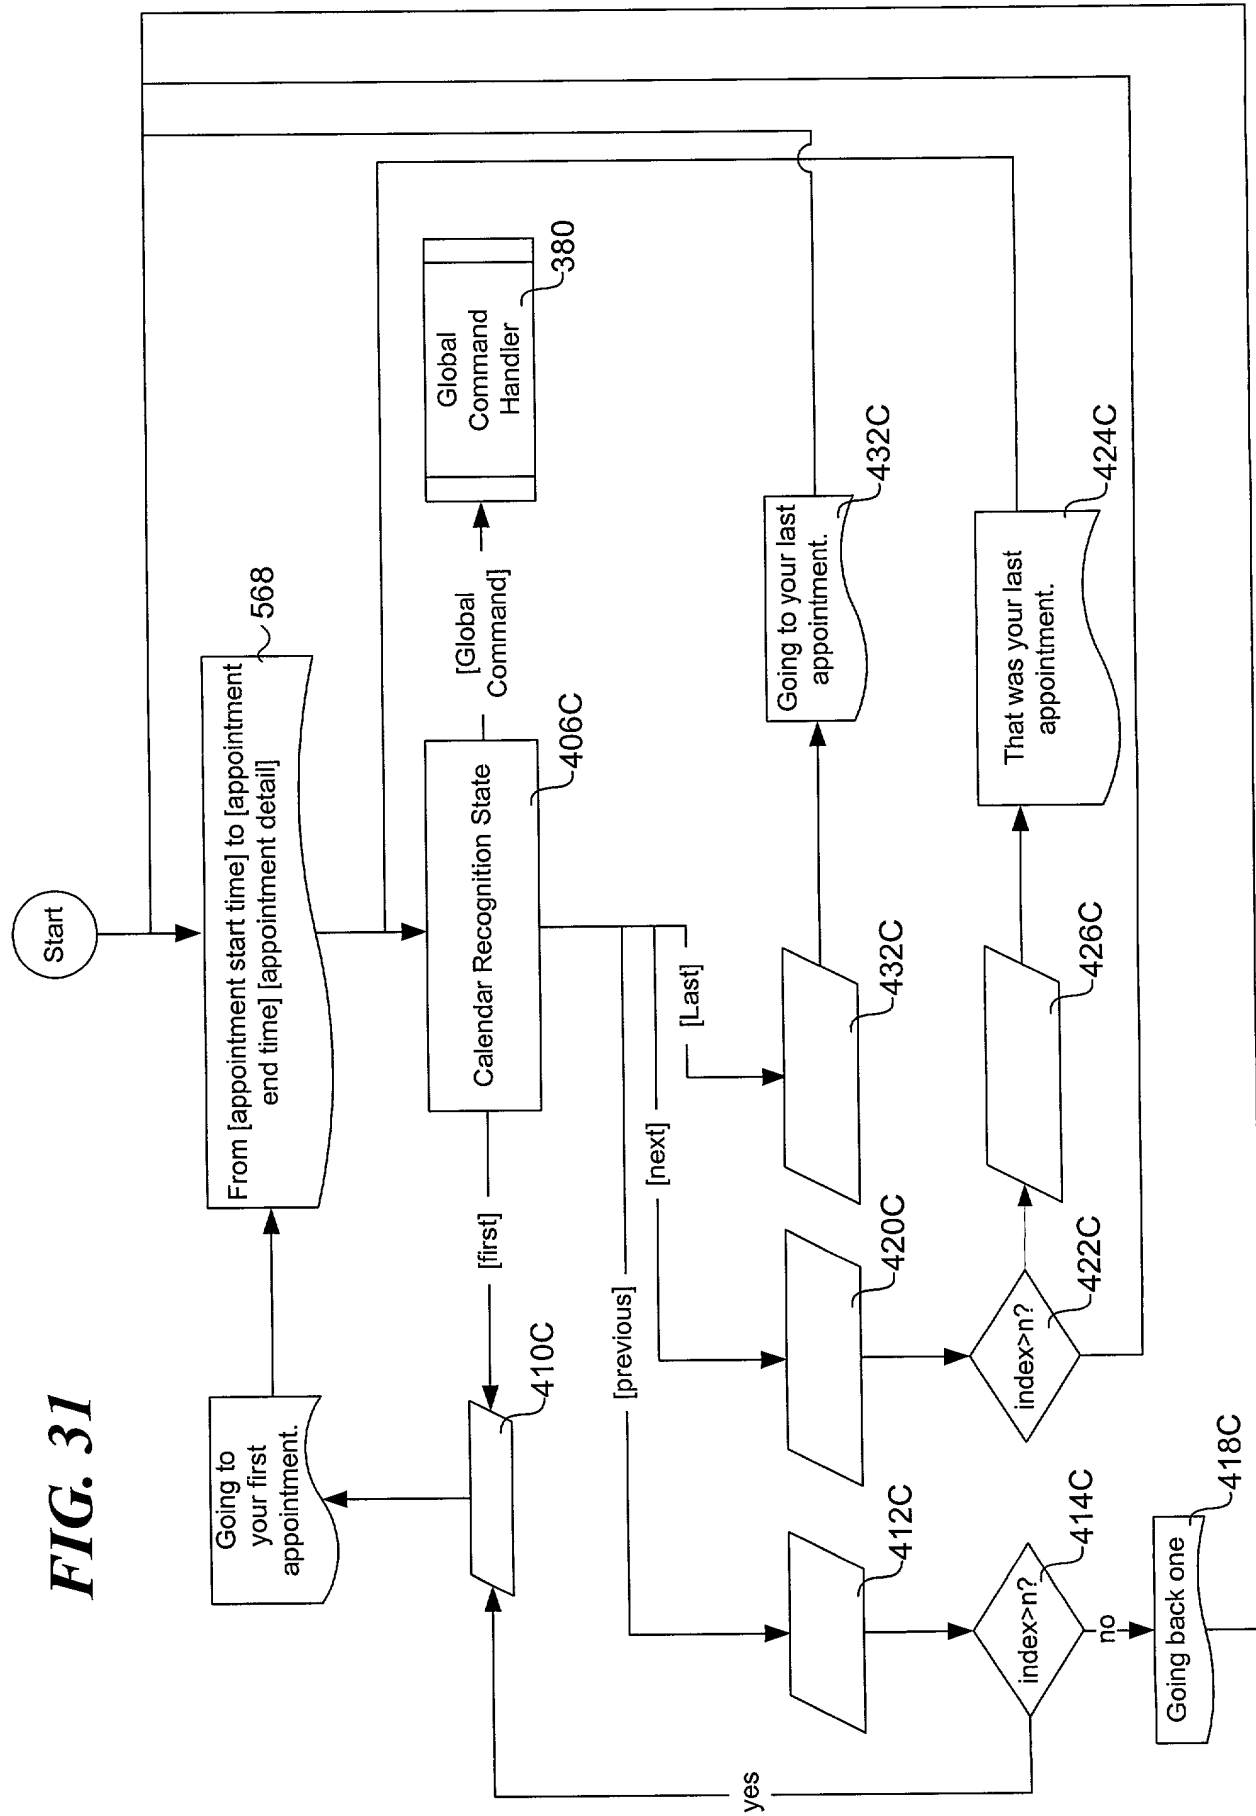 FIG. 31
Start
From [appointment start time] to [appointment
end time] [appointment detail]
568
Going to
your first
appointment.
Calendar Recognition State
406C
[Global
Command]
Global
Command
Handler
380
[first]
410C
[previous]
[next]
[Last]
412C
420C
432C
Going to your last
appointment.
432C
index>n?
414C
index>n?
422C
426C
That was your last
appointment.
424C
yes
no
Going back one
418C